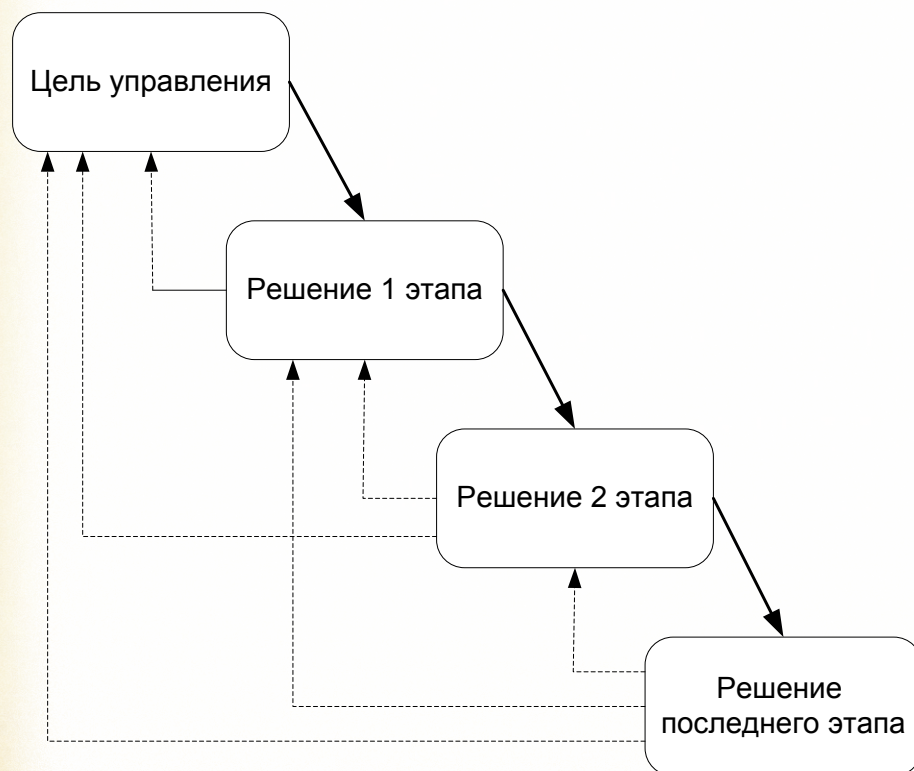 Цель управления
Решение 1 этапа
Решение 2 этапа
Решение
последнего этапа